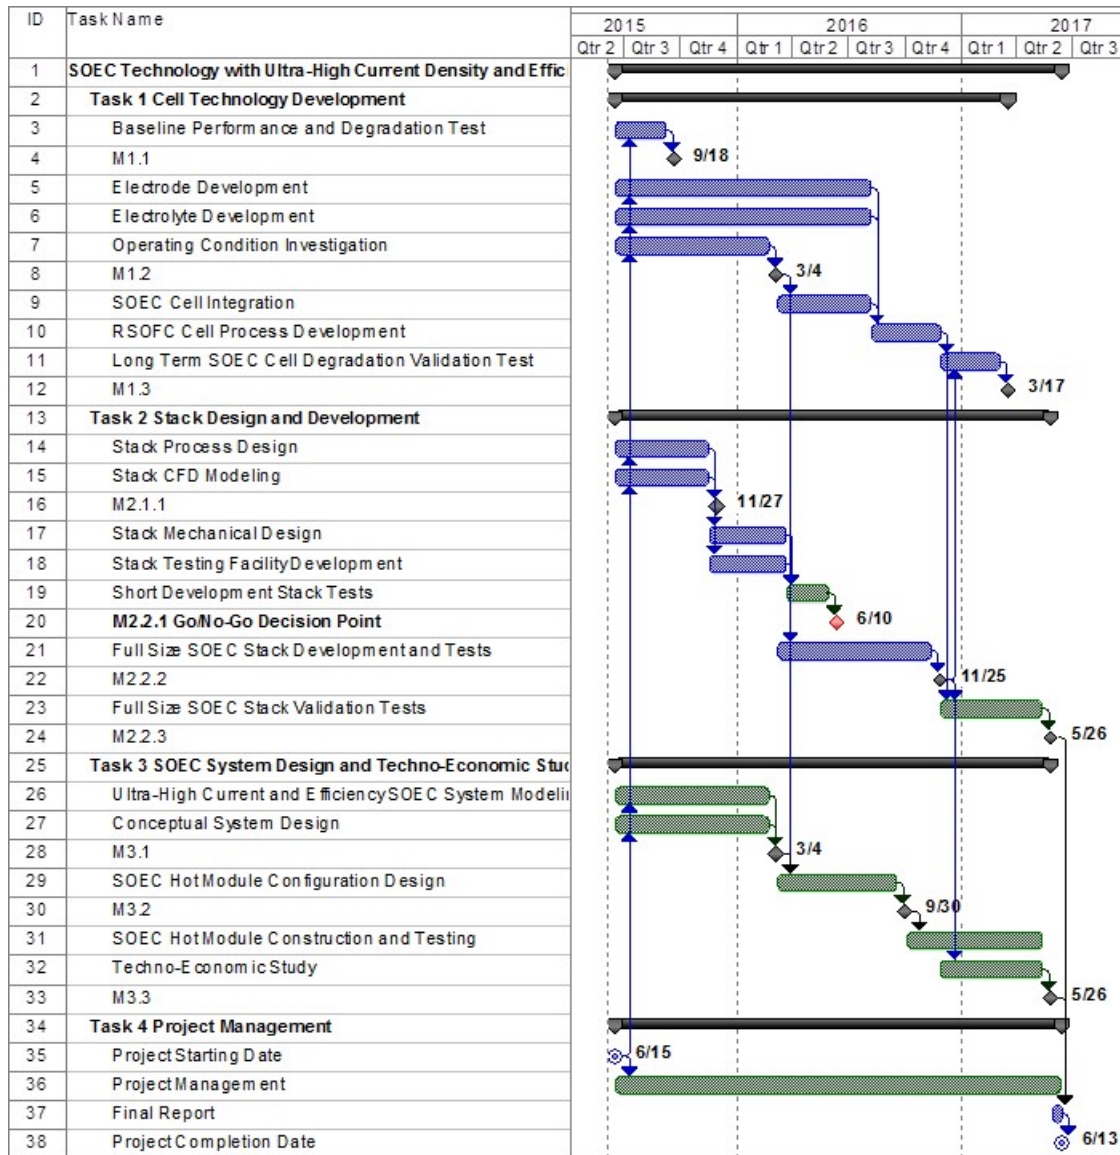 ID Task Name 2015 2016 2017
Qtr 2 Qtr 3 Qtr 4 Qtr 1 Qtr 2 Qtr 3 Qtr 4 Qtr 1 Qtr 2 Qtr 3
1 SOEC Technology with Ultra-High Current Density and Effic
2 Task 1 Cell Technology Development
3 Baseline Performance and Degradation Test
4 M1.1 9/18
5 Electrode Development
6 Electrolyte Development
7 Operating Condition Investigation
8 M1.2 3/4
9 SOEC Cell Integration
10 RSOFC Cell Process Development
11 Long Term SOEC Cell Degradation Validation Test
12 M1.3 3/17
13 Task 2 Stack Design and Development
14 Stack Process Design
15 Stack CFD Modeling
16 M2.1.1 11/27
17 Stack Mechanical Design
18 Stack Testing Facility Development
19 Short Development Stack Tests
20 M2.2.1 Go/No-Go Decision Point 6/10
21 Full Size SOEC Stack Development and Tests
22 M2.2.2 11/25
23 Full Size SOEC Stack Validation Tests
24 M2.2.3 5/26
25 Task 3 SOEC System Design and Techno-Economic Stud
26 Ultra-High Current and Efficiency SOEC System Modelin
27 Conceptual System Design
28 M3.1 3/4
29 SOEC Hot Module Configuration Design
30 M3.2 9/30
31 SOEC Hot Module Construction and Testing
32 Techno-Economic Study
33 M3.3 5/26
34 Task 4 Project Management
35 Project Starting Date 6/15
36 Project Management
37 Final Report
38 Project Completion Date 6/13